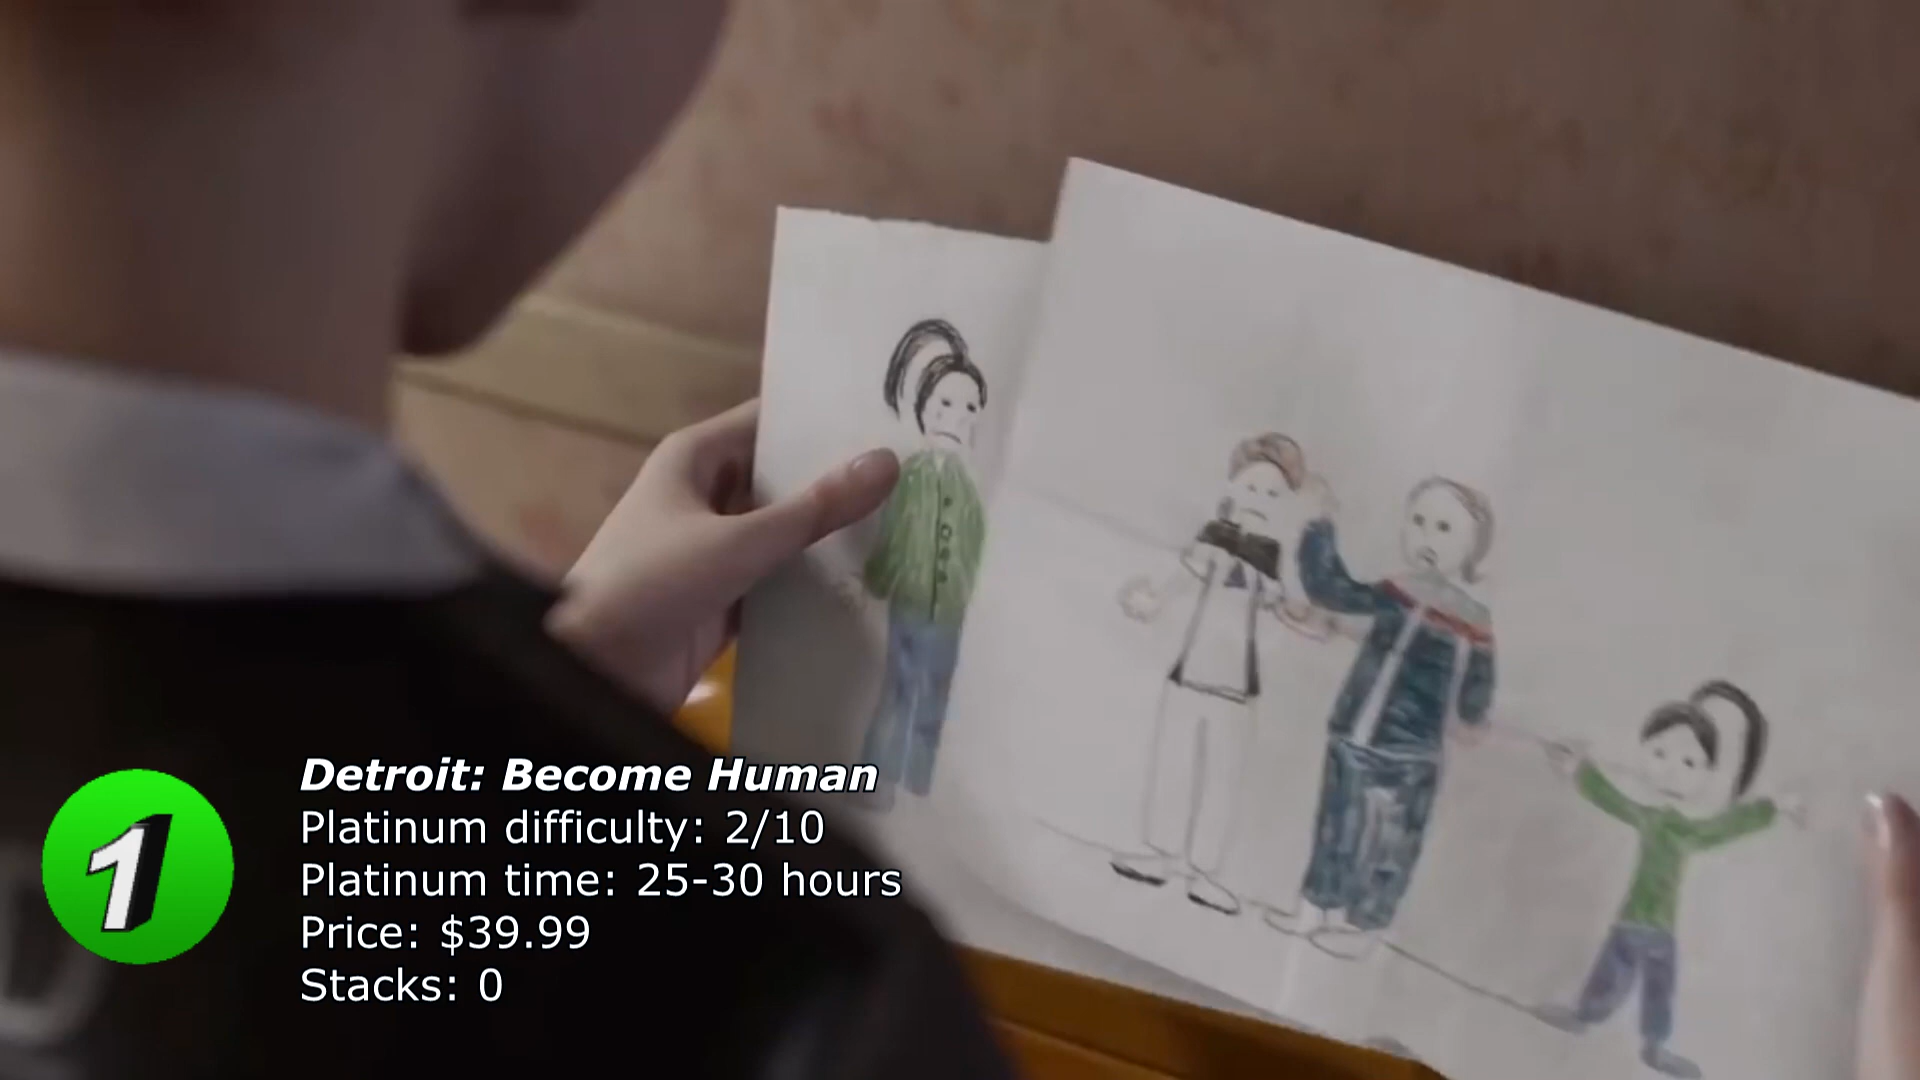 1
Detroit: Become Human
Platinum difficulty: 2/10
Platinum time: 25-30 hours
Price: $39.99
Stacks: 0